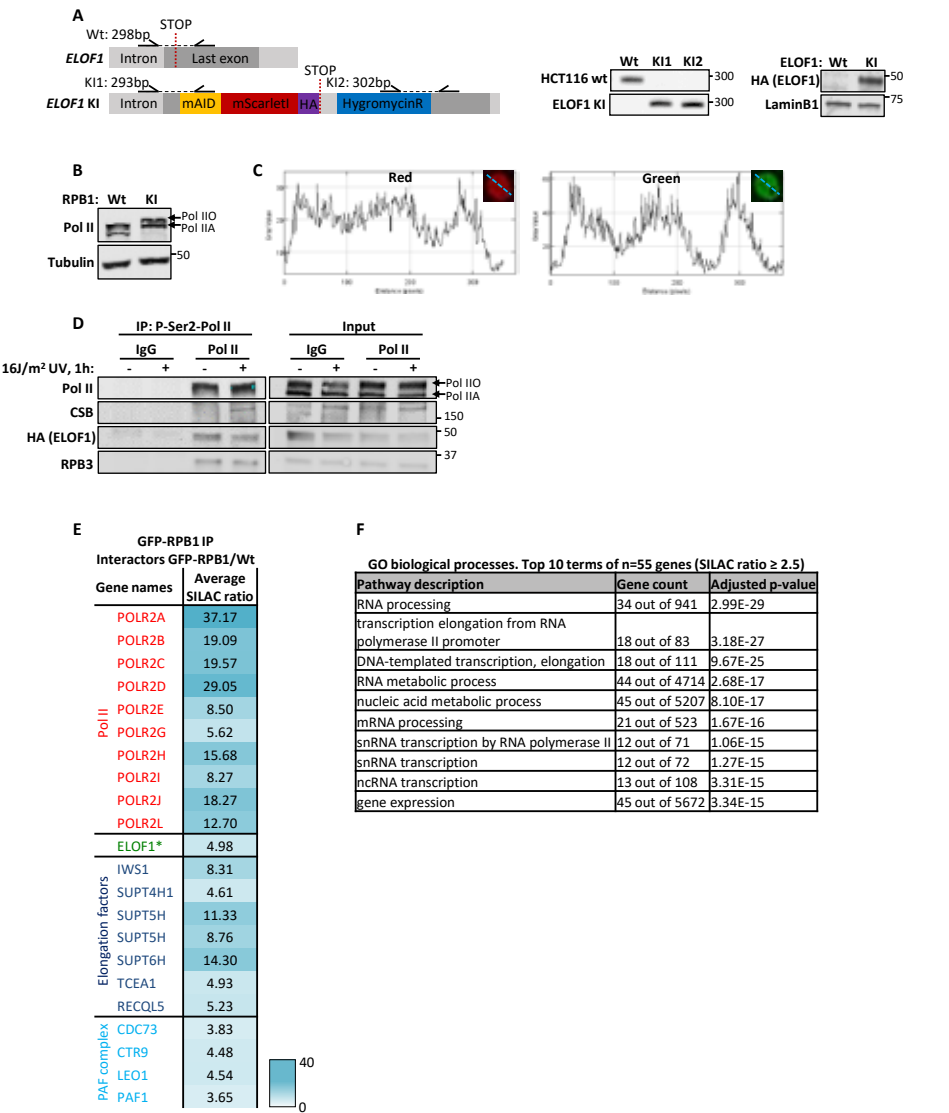 A
STOP
Wt: 298bp
ELOF1 Intron Last exon
STOP
KI1: 293bp KI2: 302bp
ELOF1 KI Intron mAID mScarletI HA HygromycinR
Wt KI1 KI2
HCT116 wt 300
ELOF1 KI 300
ELOF1: Wt KI
HA (ELOF1) 50
LaminB1 75
B
RPB1: Wt KI
Pol II Pol IIO
Pol IIA
Tubulin 50
C
Red
0 100 200 300
Distance (pixels)
Green
0 100 200 300
Distance (pixels)
D
IP: P-Ser2-Pol II Input
IgG Pol II IgG Pol II
16J/m² UV, 1h: - + - + - + - +
Pol II Pol IIO
Pol IIA
CSB 150
HA (ELOF1) 50
RPB3 37
E
GFP-RPB1 IP
Interactors GFP-RPB1/Wt
Gene names Average SILAC ratio
Pol II
POLR2A 37.17
POLR2B 19.09
POLR2C 19.57
POLR2D 29.05
POLR2E 8.50
POLR2G 5.62
POLR2H 15.68
POLR2I 8.27
POLR2J 18.27
POLR2L 12.70
ELOF1* 4.98
Elongation factors
IWS1 8.31
SUPT4H1 4.61
SUPT5H 11.33
SUPT5H 8.76
SUPT6H 14.30
TCEA1 4.93
RECQL5 5.23
PAF complex
CDC73 3.83
CTR9 4.48
LEO1 4.54
PAF1 3.65
40
0
F
GO biological processes. Top 10 terms of n=55 genes (SILAC ratio ≥ 2.5)
Pathway description Gene count Adjusted p-value
RNA processing 34 out of 941 2.99E-29
transcription elongation from RNA
polymerase II promoter 18 out of 83 3.18E-27
DNA-templated transcription, elongation 18 out of 111 9.67E-25
RNA metabolic process 44 out of 4714 2.68E-17
nucleic acid metabolic process 45 out of 5207 8.10E-17
mRNA processing 21 out of 523 1.67E-16
snRNA transcription by RNA polymerase II 12 out of 71 1.06E-15
snRNA transcription 12 out of 72 1.27E-15
ncRNA transcription 13 out of 108 3.31E-15
gene expression 45 out of 5672 3.34E-15